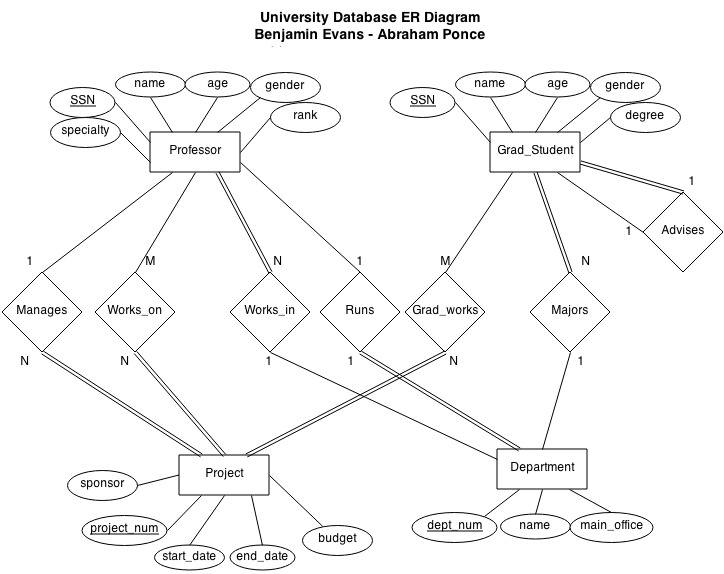 University Database ER Diagram
Benjamin Evans - Abraham Ponce
name age gender
SSN
specialty
rank
Professor
name age gender
SSN
degree
Grad_Student
1
Advises
1
1 M N 1 M N
Manages Works_on Works_in Runs Grad_works Majors
N N 1 1 N 1
Project
Department
sponsor
project_num
start_date
end_date
budget
dept_num
name
main_office